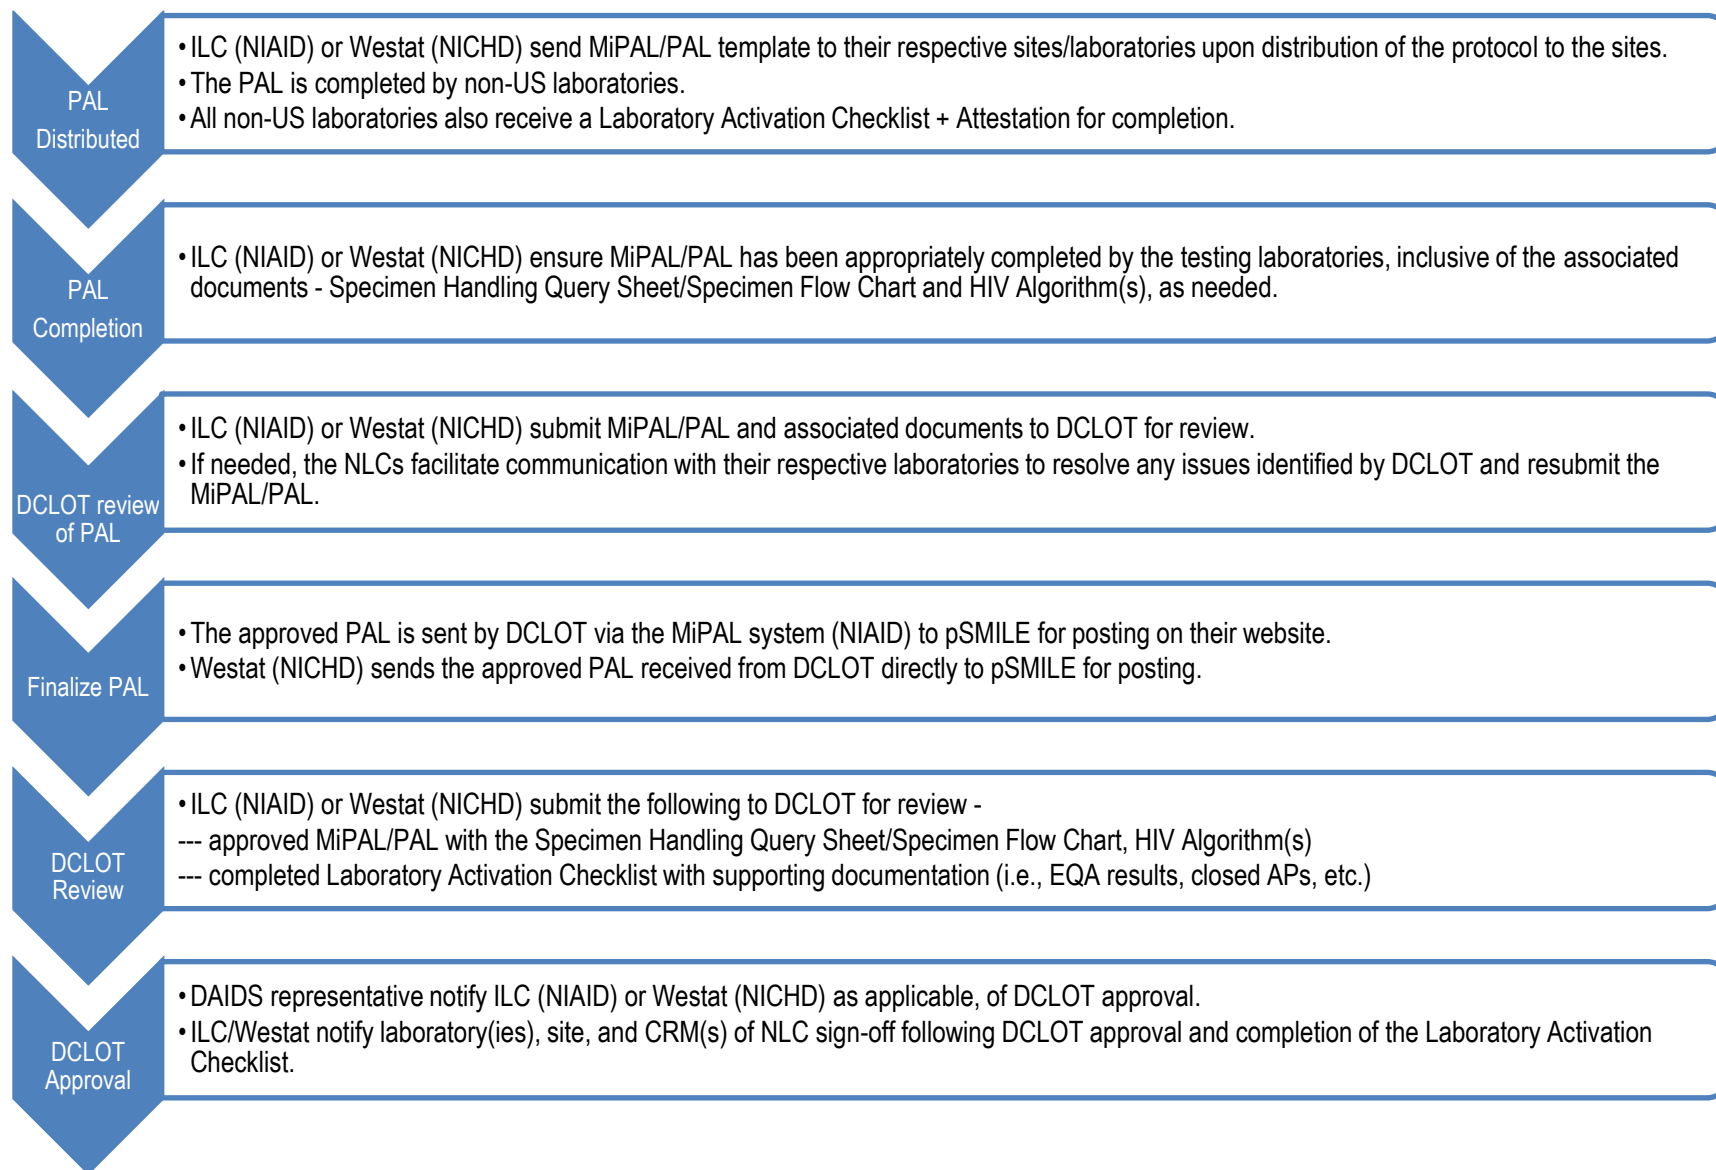 PAL
Distributed
• ILC (NIAID) or Westat (NICHD) send MiPAL/PAL template to their respective sites/laboratories upon distribution of the protocol to the sites.
• The PAL is completed by non-US laboratories.
• All non-US laboratories also receive a Laboratory Activation Checklist + Attestation for completion.
PAL
Completion
• ILC (NIAID) or Westat (NICHD) ensure MiPAL/PAL has been appropriately completed by the testing laboratories, inclusive of the associated
documents - Specimen Handling Query Sheet/Specimen Flow Chart and HIV Algorithm(s), as needed.
DCLOT review
of PAL
• ILC (NIAID) or Westat (NICHD) submit MiPAL/PAL and associated documents to DCLOT for review.
• If needed, the NLCs facilitate communication with their respective laboratories to resolve any issues identified by DCLOT and resubmit the
MiPAL/PAL.
Finalize PAL
• The approved PAL is sent by DCLOT via the MiPAL system (NIAID) to pSMILE for posting on their website.
• Westat (NICHD) sends the approved PAL received from DCLOT directly to pSMILE for posting.
DCLOT
Review
• ILC (NIAID) or Westat (NICHD) submit the following to DCLOT for review -
--- approved MiPAL/PAL with the Specimen Handling Query Sheet/Specimen Flow Chart, HIV Algorithm(s)
--- completed Laboratory Activation Checklist with supporting documentation (i.e., EQA results, closed APs, etc.)
DCLOT
Approval
• DAIDS representative notify ILC (NIAID) or Westat (NICHD) as applicable, of DCLOT approval.
• ILC/Westat notify laboratory(ies), site, and CRM(s) of NLC sign-off following DCLOT approval and completion of the Laboratory Activation
Checklist.